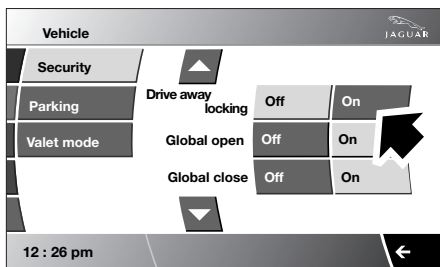 Vehicle
JAGUAR
Security
Parking
Valet mode
Drive away
locking
Off
On
Global open
Off
On
Global close
Off
On
12 : 26 pm